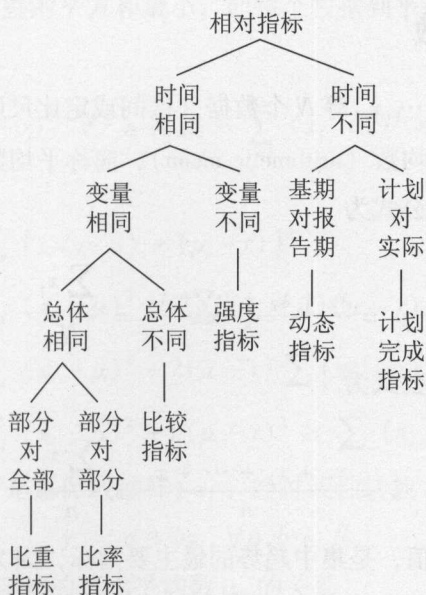 相对指标
时间
相同
时间
不同
变量
相同
变量
不同
基期
对报
告期
计划
对
实际
总体
相同
总体
不同
强度
指标
动态
指标
计划
完成
指标
部分
对
全部
部分
对
部分
比较
指标
比重
指标
比率
指标